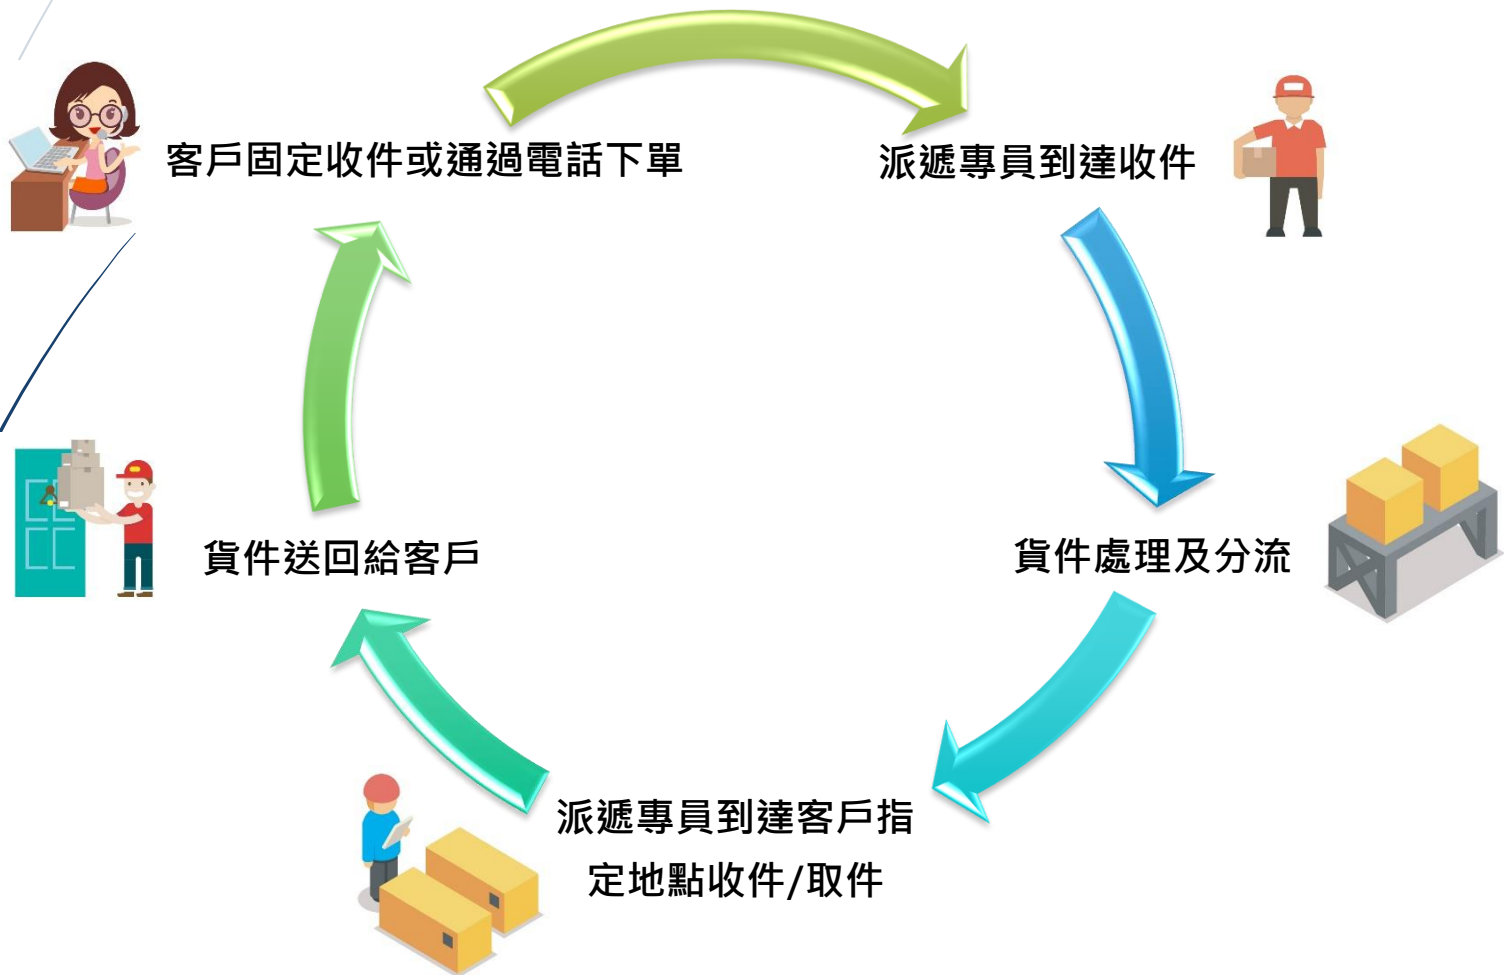 客戶固定收件或通過電話下單
派遞專員到達收件
貨件處理及分流
派遞專員到達客戶指
定地點收件/取件
貨件送回給客戶